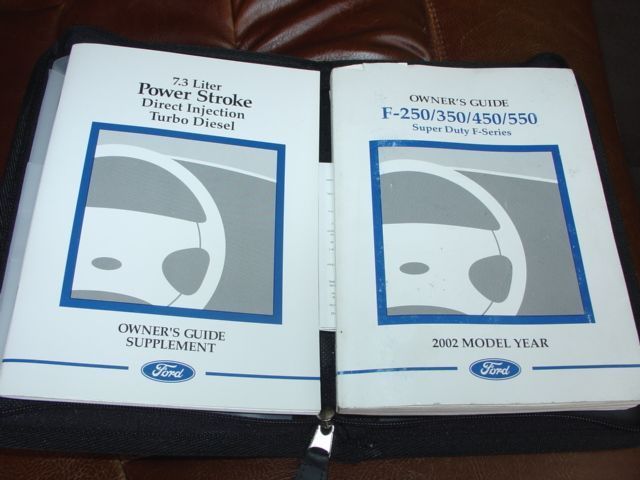 7.3 Liter
Power Stroke
Direct Injection
Turbo Diesel
OWNER'S GUIDE
SUPPLEMENT
Ford
OWNER'S GUIDE
F-250/350/450/550
Super Duty F-Series
2002 MODEL YEAR
Ford